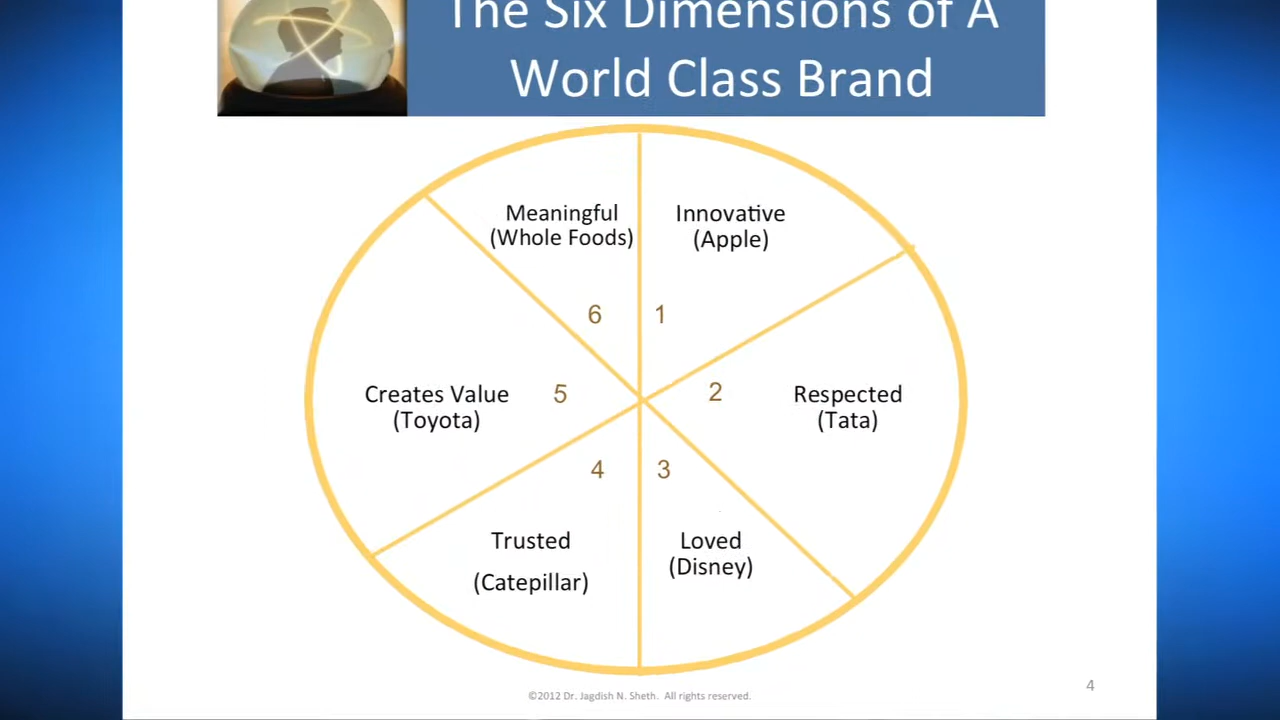 The Six Dimensions of A
World Class Brand
Meaningful
(Whole Foods)
Innovative
(Apple)
6
1
Creates Value
(Toyota)
5
2
Respected
(Tata)
4
3
Trusted
(Catepillar)
Loved
(Disney)
©2012 Dr. Jagdish N. Sheth. All rights reserved.
4